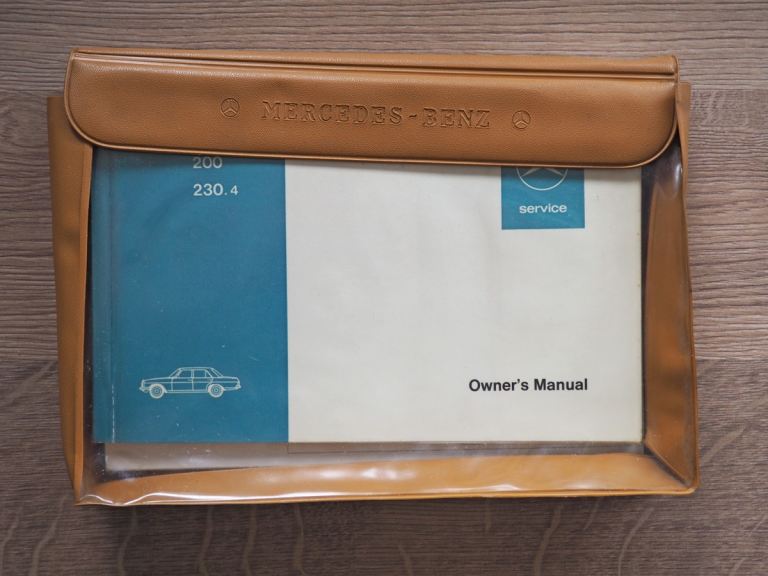 MERCEDES-BENZ
200
230.4
service
Owner's Manual